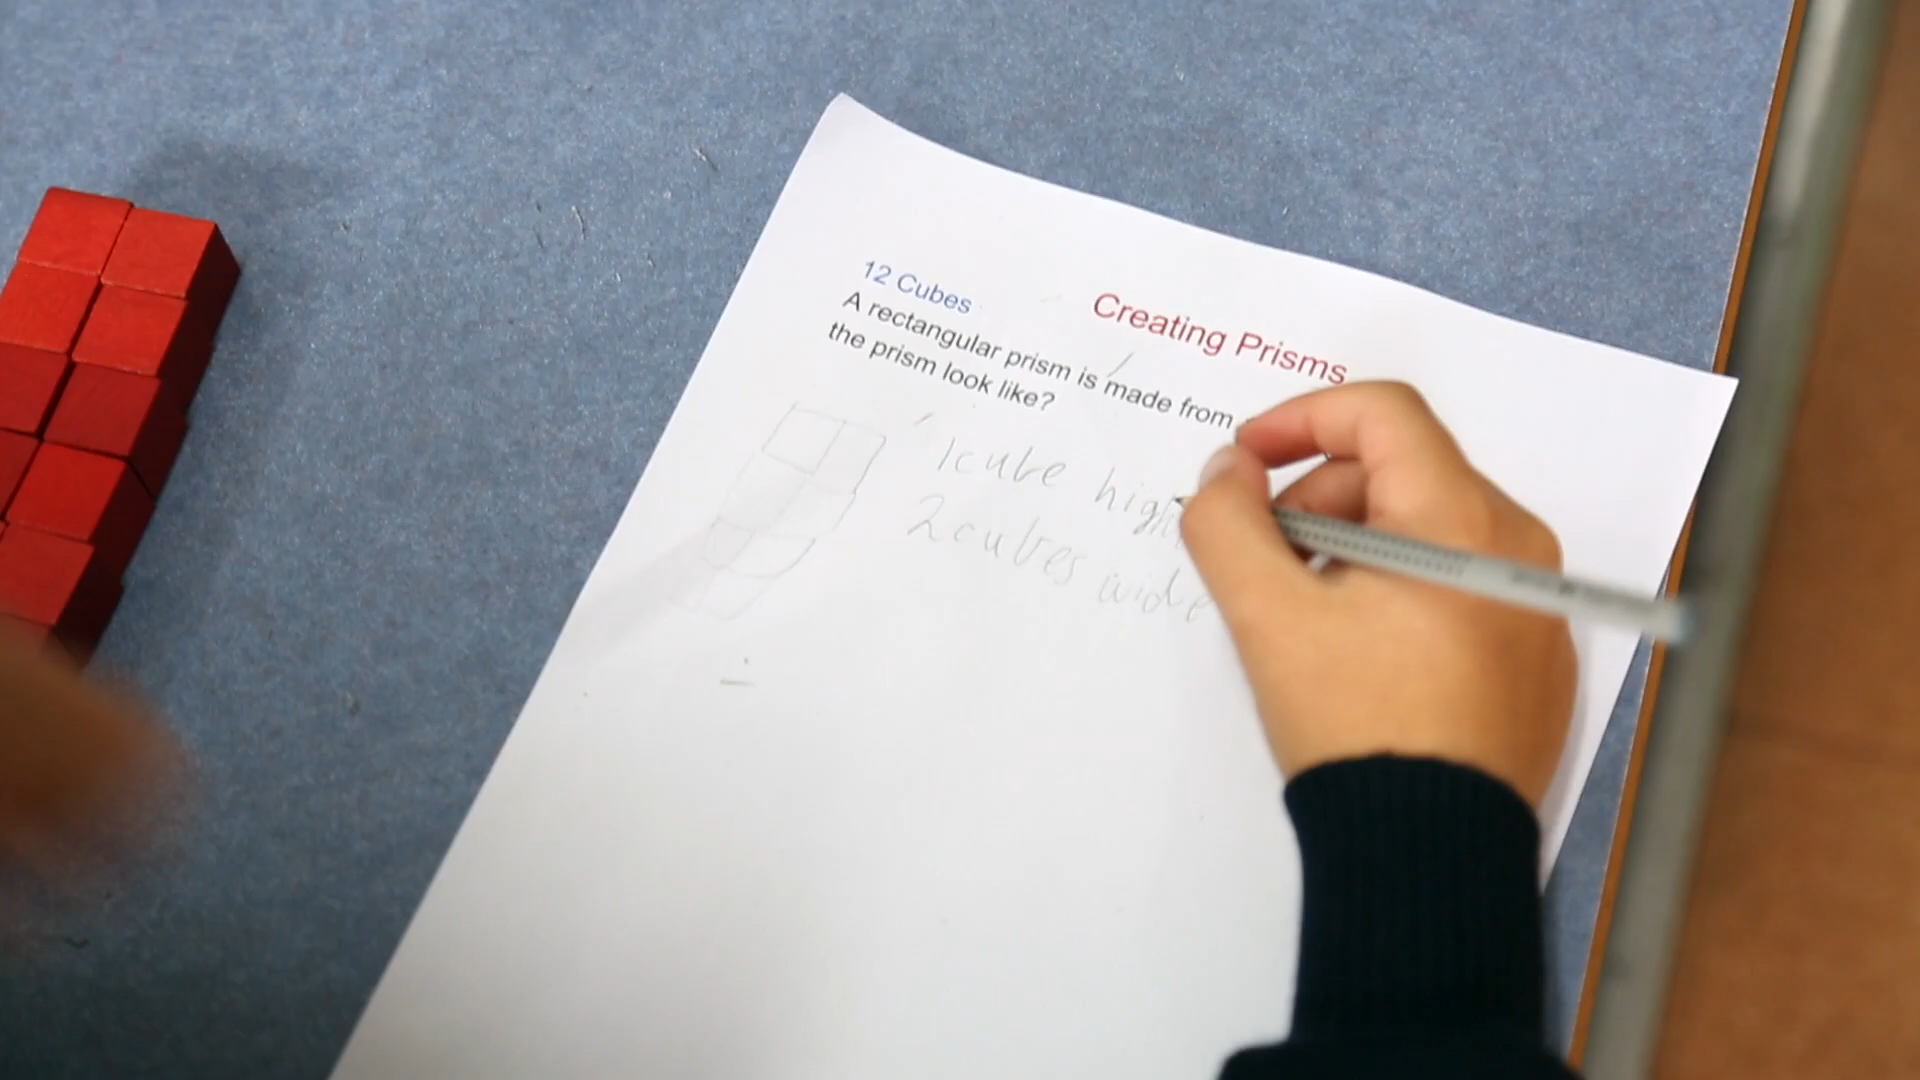 Creating Prisms
12 Cubes
A rectangular prism is made from
the prism look like?
1cube high
2cubes wide